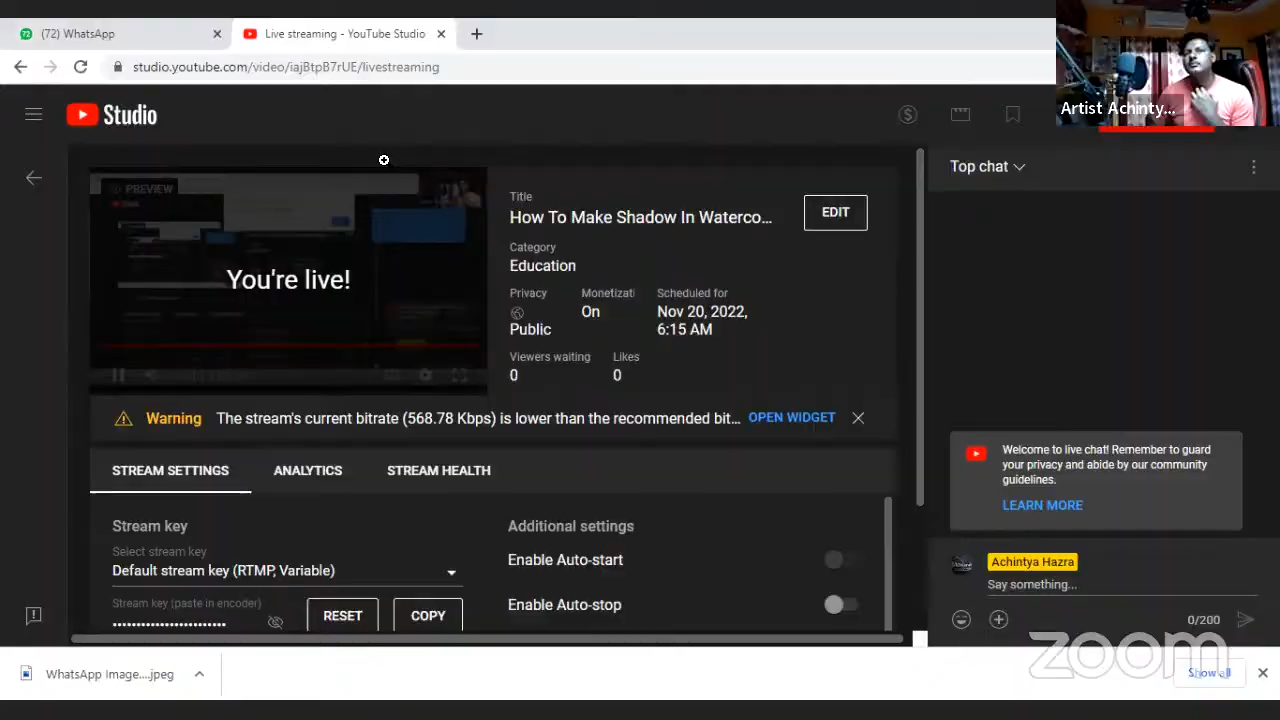 (72) WhatsApp
Live streaming - YouTube Studio
studio.youtube.com/video/iajBtpB7rUE/livestreaming
Artist Achinty...
Studio
Top chat
PREVIEW
You're live!
Title
How To Make Shadow In Waterco...
EDIT
Category
Education
Privacy
Monetizati
Scheduled for
Public
On
Nov 20, 2022,
6:15 AM
Viewers waiting
Likes
0
0
Warning
The stream's current bitrate (568.78 Kbps) is lower than the recommended bit...
OPEN WIDGET
STREAM SETTINGS
ANALYTICS
STREAM HEALTH
Stream key
Select stream key
Default stream key (RTMP, Variable)
Stream key (paste in encoder)
RESET
COPY
Additional settings
Enable Auto-start
Enable Auto-stop
Welcome to live chat! Remember to guard
your privacy and abide by our community
guidelines.
LEARN MORE
Achintya Hazra
Say something...
0/200
WhatsApp Image....jpeg
Show all
zoom